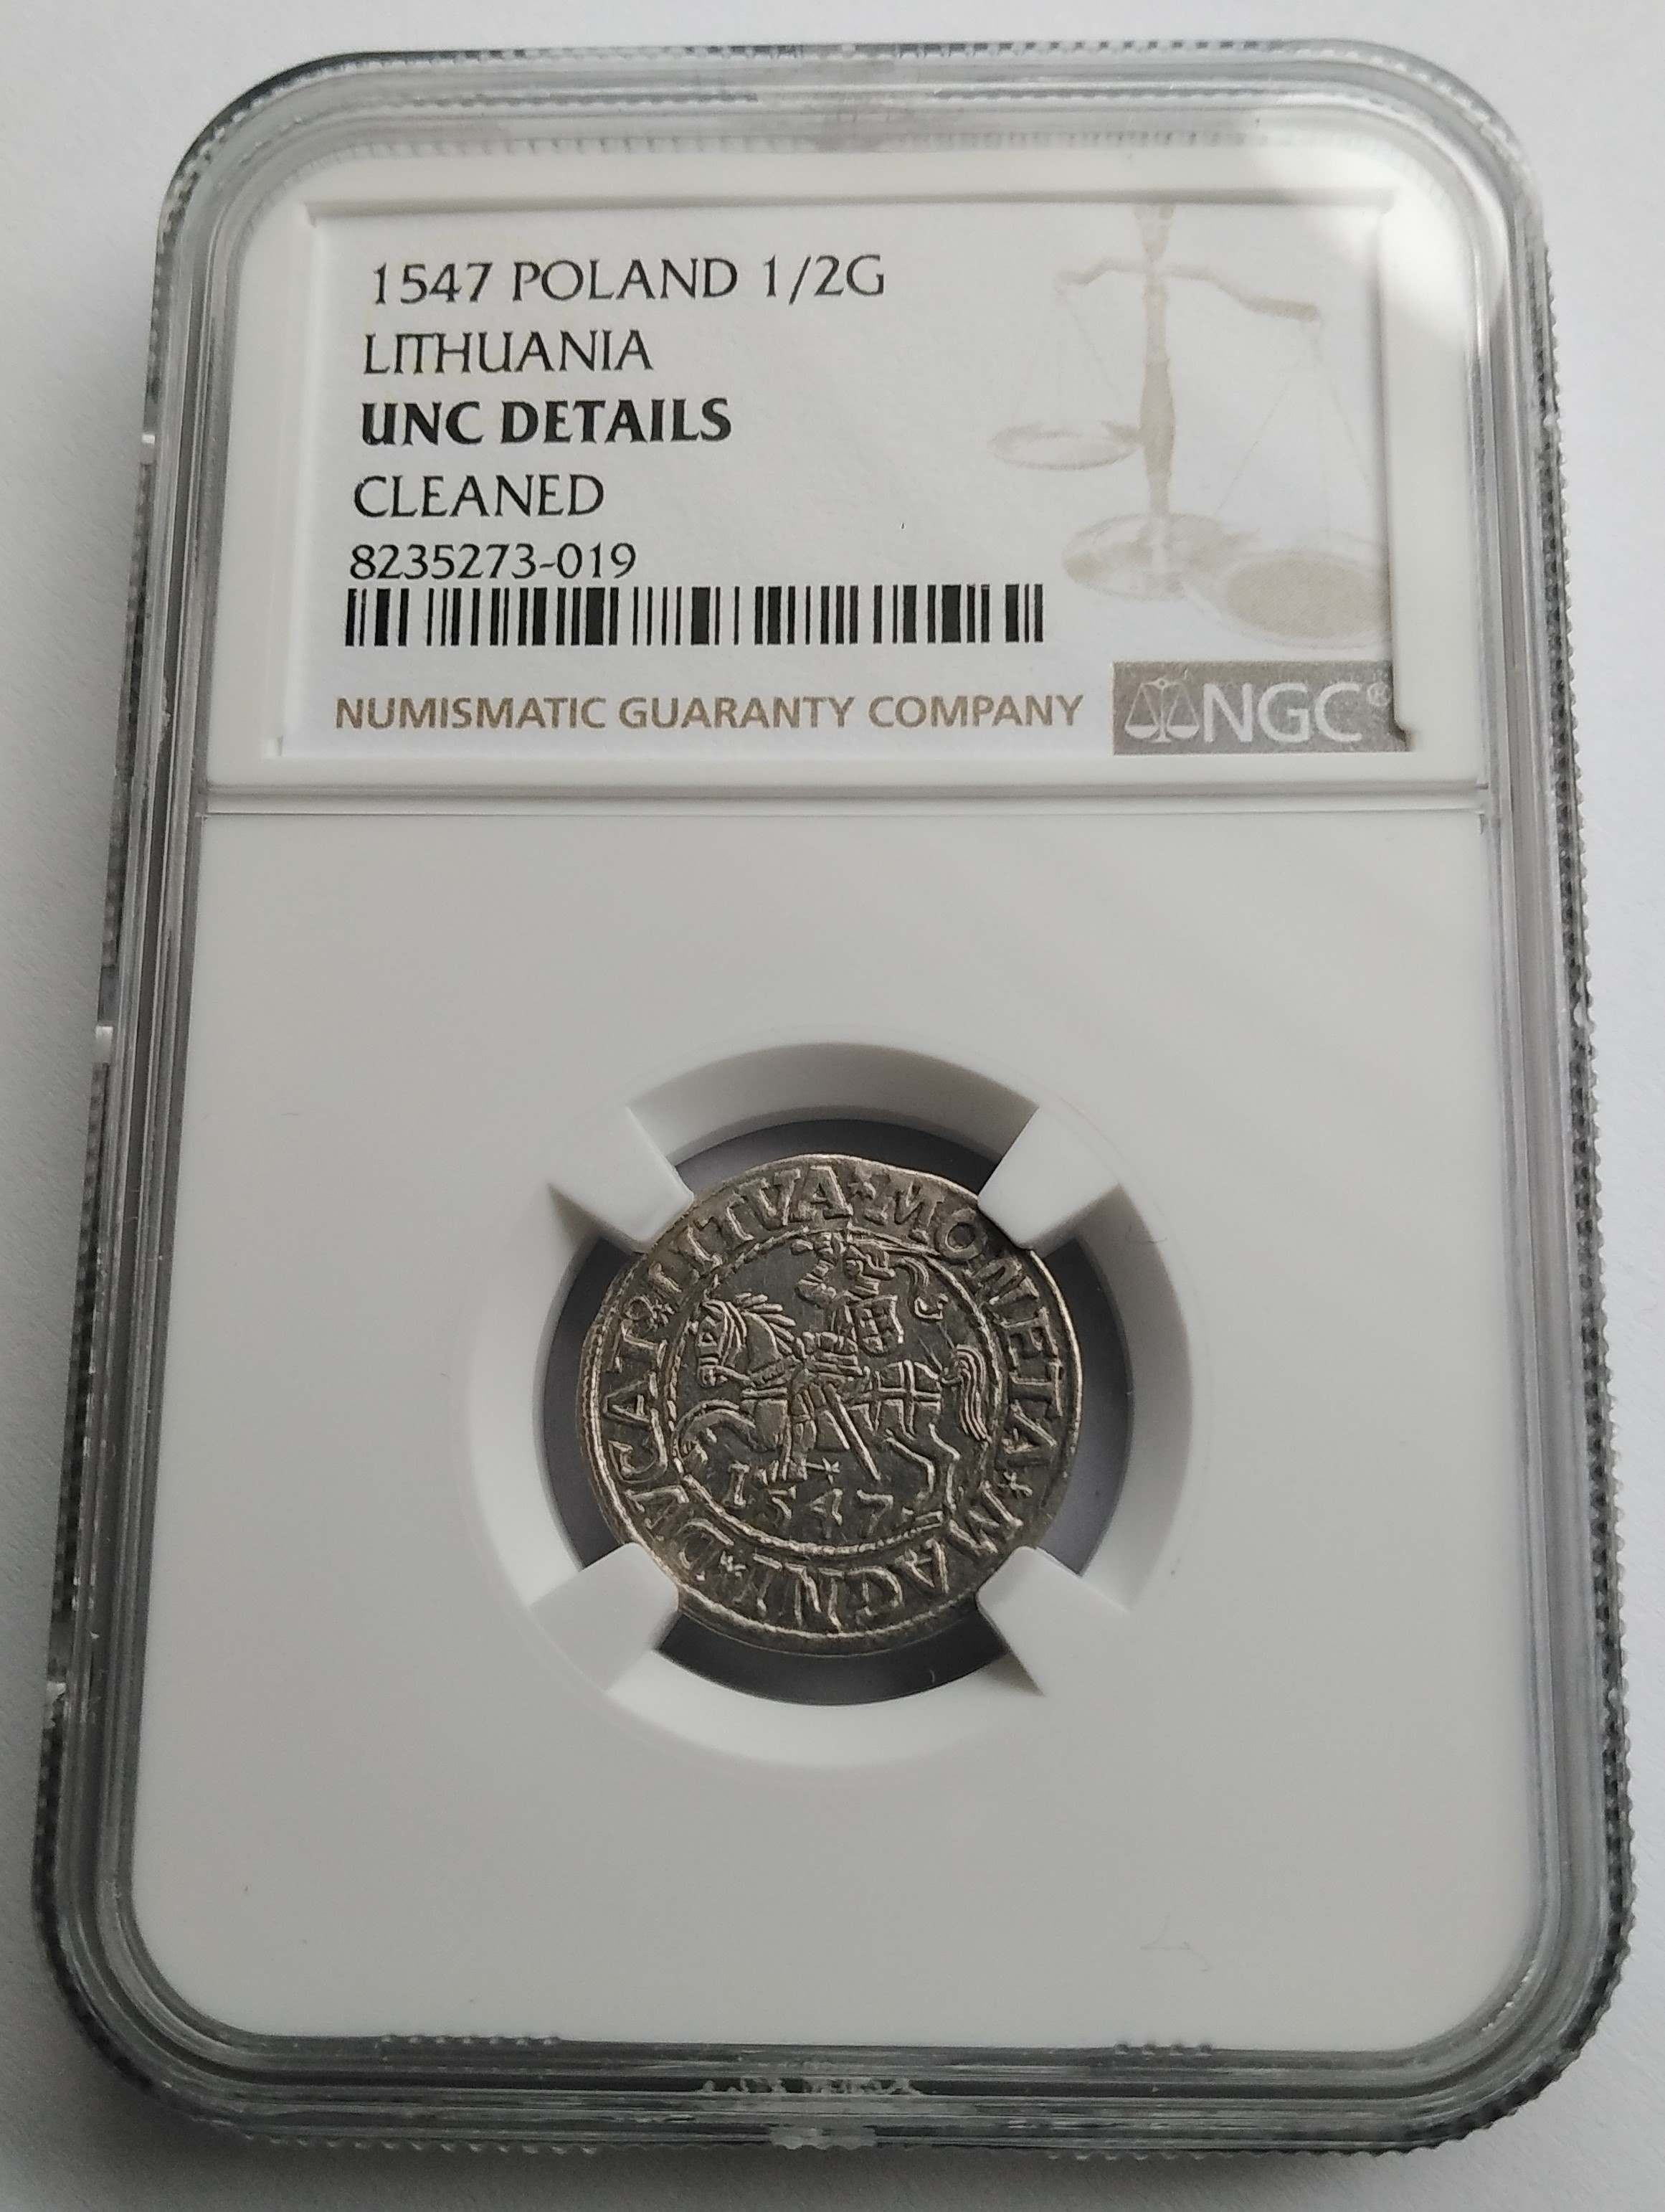 1547 POLAND 1/2G
LITHUANIA
UNC DETAILS
CLEANED
8235273-019
NUMISMATIC GUARANTY COMPANY
NGC®
MONETA*MAGNI*DVCAT*LITVA*
1547